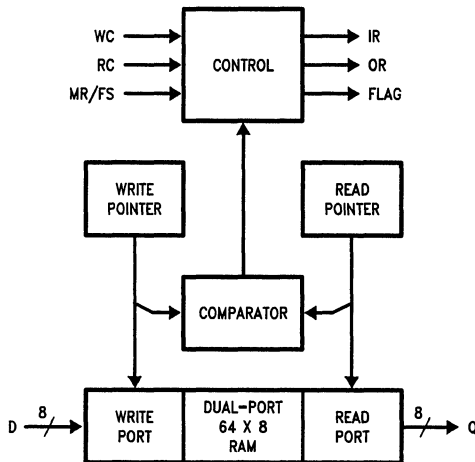 WC
RC
MR/FS
CONTROL
IR
OR
FLAG
WRITE
POINTER
READ
POINTER
COMPARATOR
D
8
WRITE
PORT
DUAL-PORT
64 X 8
RAM
READ
PORT
8
Q